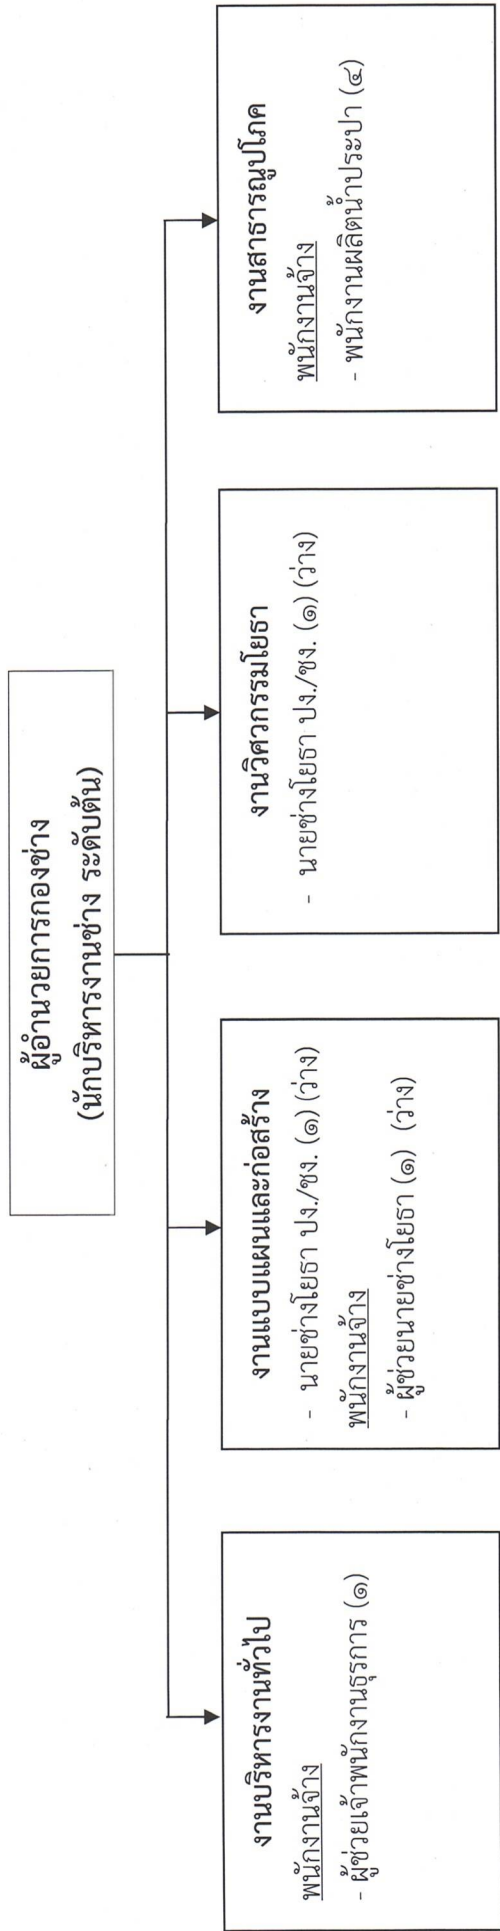 ผู้อำนวยการกองช่าง
(นักบริหารงานช่าง ระดับต้น)
งานบริหารงานทั่วไป
พนักงานจ้าง
- ผู้ช่วยเจ้าพนักงานธุรการ (๑)
งานแบบแผนและก่อสร้าง
- นายช่างโยธา ปง./ชง. (๑) (ว่าง)
พนักงานจ้าง
- ผู้ช่วยนายช่างโยธา (๑) (ว่าง)
งานวิศวกรรมโยธา
- นายช่างโยธา ปง./ชง. (๑) (ว่าง)
งานสาธารณูปโภค
พนักงานจ้าง
- พนักงานผลิตน้ำประปา (๔)